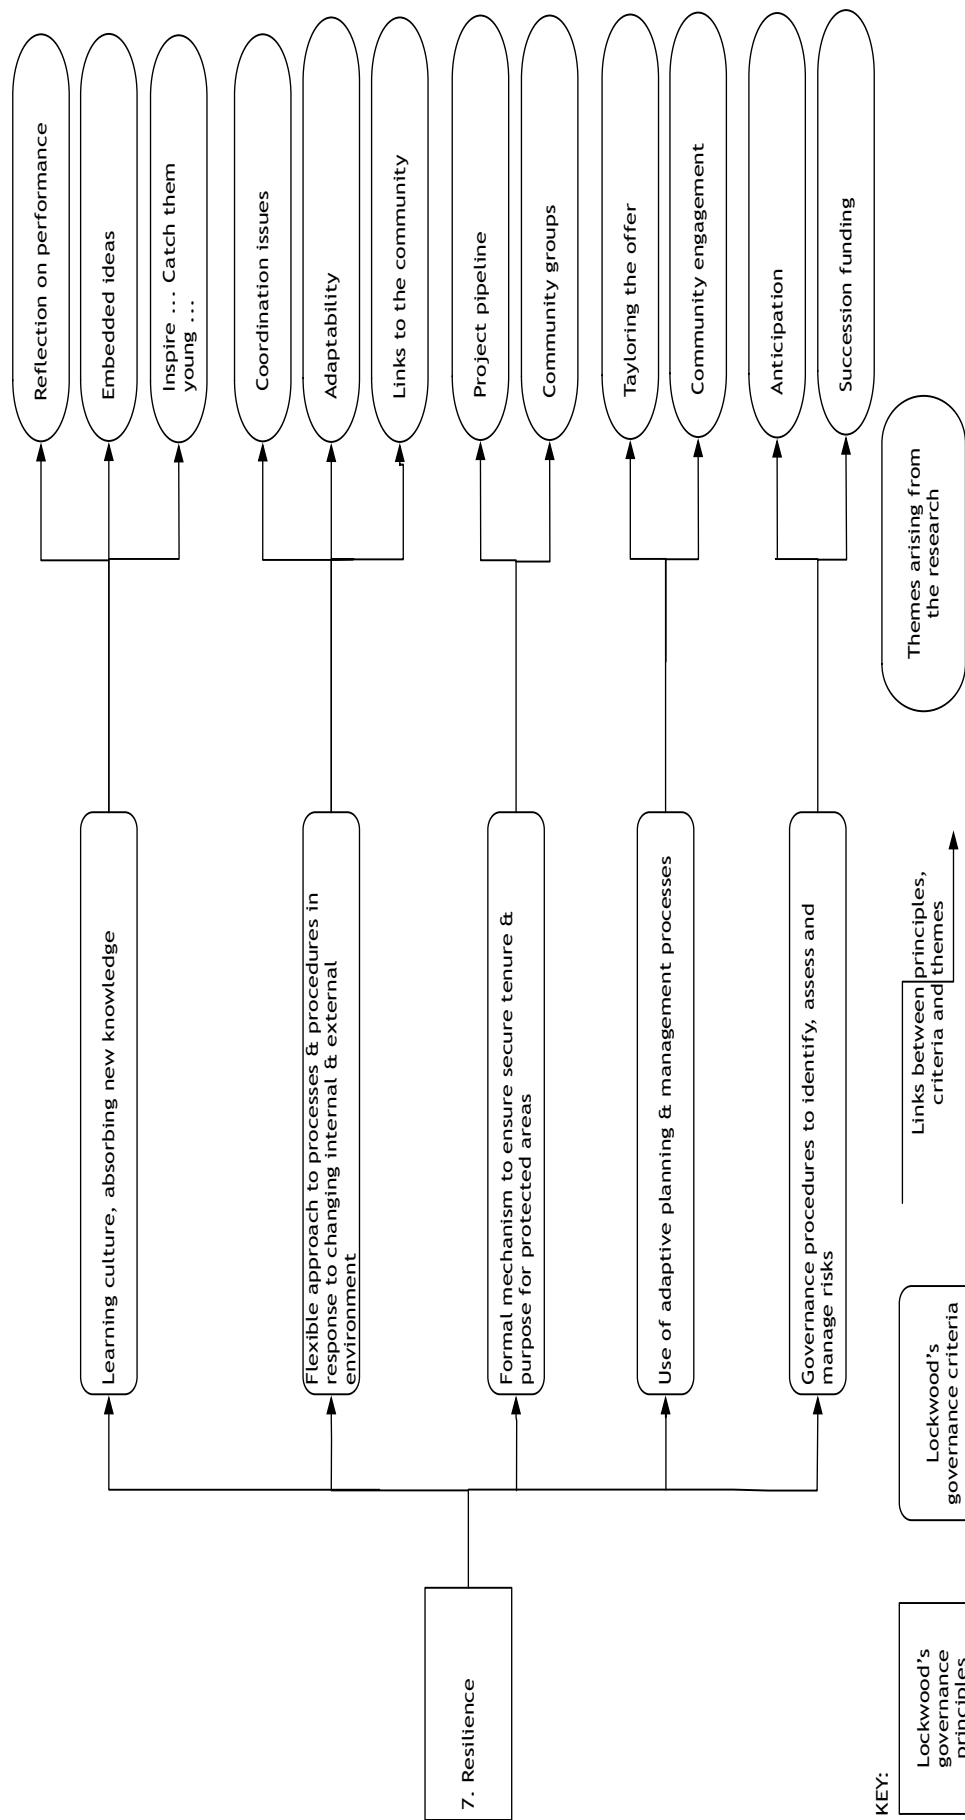 7. Resilience
Learning culture, absorbing new knowledge
Flexible approach to processes & procedures in
response to changing internal & external
environment
Formal mechanism to ensure secure tenure &
purpose for protected areas
Use of adaptive planning & management processes
Governance procedures to identify, assess and
manage risks
Reflection on performance
Embedded ideas
Inspire … Catch them
young …
Coordination issues
Adaptability
Links to the community
Project pipeline
Community groups
Tayloring the offer
Community engagement
Anticipation
Succession funding
KEY:
Lockwood's
governance
principles
Lockwood's
governance criteria
Links between principles,
criteria and themes
Themes arising from
the research